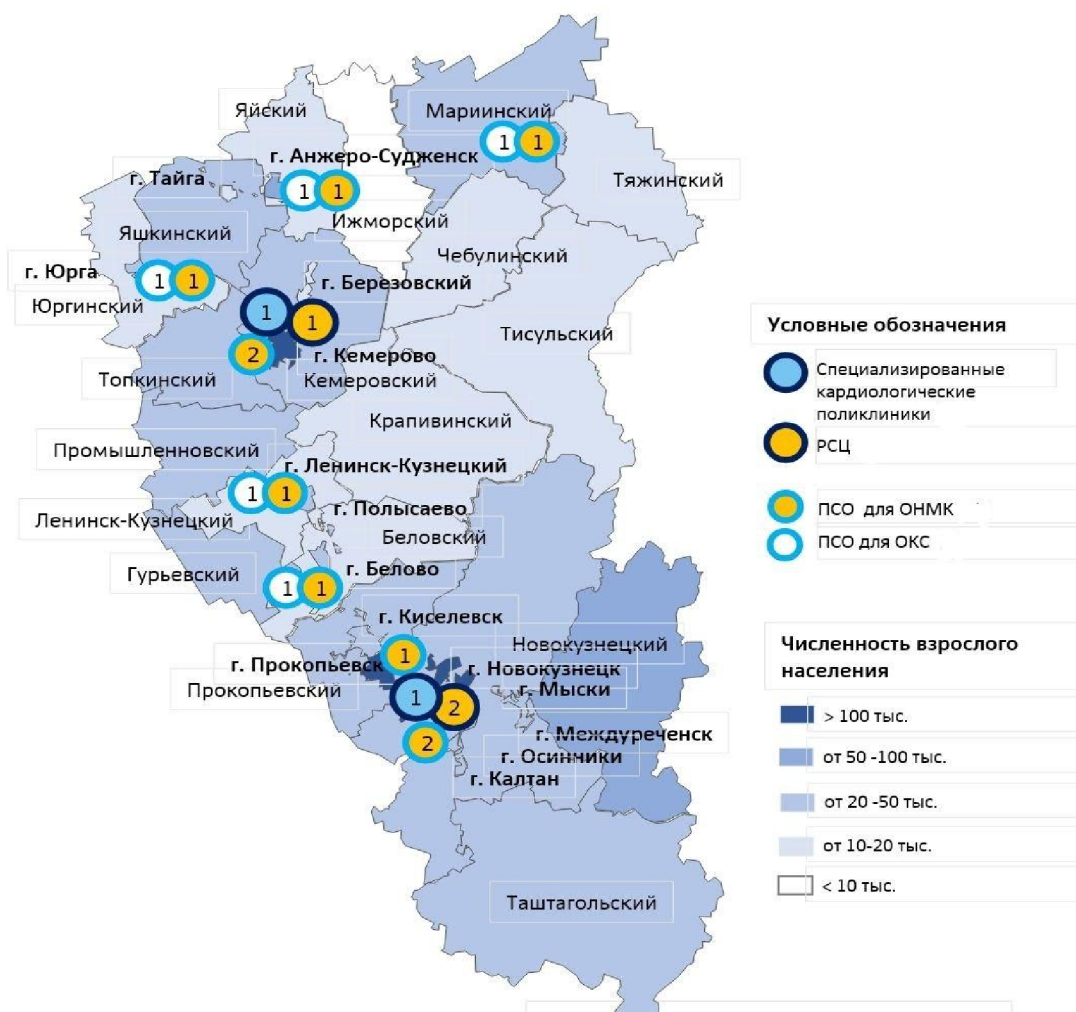 Яйский
Мариинский
1 1
г. Анжеро-Судженск
г. Тайга
1 1
Тяжинский
Ижморский
Яшкинский
Чебулинский
г. Юрга
1 1
г. Березовский
Юргинский
1
1
Тисульский
2
г. Кемерово
Топкинский
Кемеровский
Крапивинский
Промышленновский
г. Ленинск-Кузнецкий
1 1
г. Полысаево
Ленинск-Кузнецкий
Беловский
г. Белово
Гурьевский
1 1
г. Киселевск
Новокузнецкий
1
г. Прокопьевск
г. Новокузнецк
Прокопьевский
г. Мыски
1
2
г. Междуреченск
2
г. Осинчики
г. Калтан
Таштагольский
Условные обозначения
Специализированные
кардиологические
поликлиники
РСЦ
ПСО для ОНМК
ПСО для ОКС
Численность взрослого
населения
> 100 тыс.
от 50 -100 тыс.
от 20 -50 тыс.
от 10-20 тыс.
< 10 тыс.